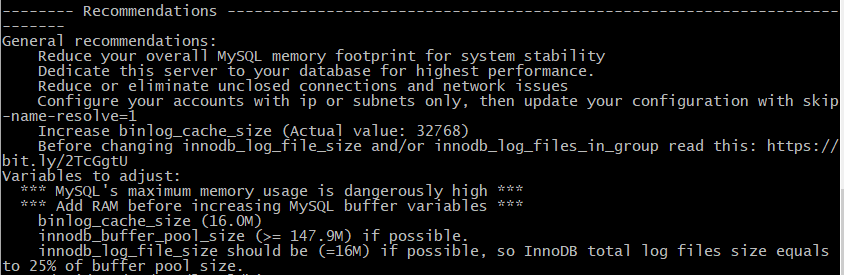 -------- Recommendations ---------------------------------------------------------------------------
-------
General recommendations:
    Reduce your overall MySQL memory footprint for system stability
    Dedicate this server to your database for highest performance.
    Reduce or eliminate unclosed connections and network issues
    Configure your accounts with ip or subnets only, then update your configuration with skip
-name-resolve=1
    Increase binlog_cache_size (Actual value: 32768)
    Before changing innodb_log_file_size and/or innodb_log_files_in_group read this: https://
bit.ly/2TcGgtU
Variables to adjust:
  *** MySQL's maximum memory usage is dangerously high ***
  *** Add RAM before increasing MySQL buffer variables ***
    binlog_cache_size (16.0M)
    innodb_buffer_pool_size (>= 147.9M) if possible.
    innodb_log_file_size should be (=16M) if possible, so InnoDB total log files size equals
to 25% of buffer pool size.